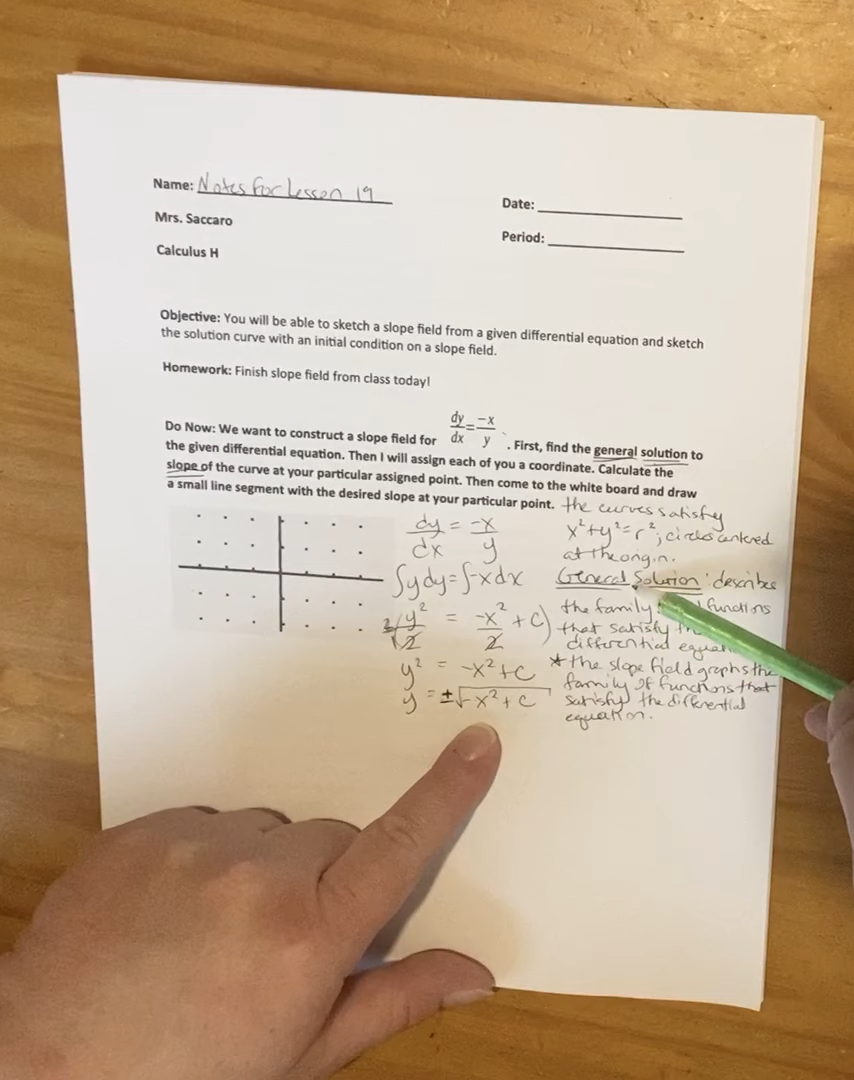 Name: Notes for Lesson 19
Date:
Mrs. Saccaro
Period:
Calculus H
Objective: You will be able to sketch a slope field from a given differential equation and sketch
the solution curve with an initial condition on a slope field.
Homework: Finish slope field from class today!
Do Now: We want to construct a slope field for dy/dx = -x/y . First, find the general solution to
the given differential equation. Then I will assign each of you a coordinate. Calculate the
slope of the curve at your particular assigned point. Then come to the white board and draw
a small line segment with the desired slope at your particular point.
dy/dx = -x/y
∫y dy = ∫-x dx
2(y²/2 = -x²/2 + C)
y² = -x² + C
y = ±√-x² + C
the curves satisfy
x² + y² = r²; circles centered
at the origin.
General Solution: describes
the family functions
that satisfy
differential
* the slope field graphs the
family of functions that
satisfy the differential
equation.